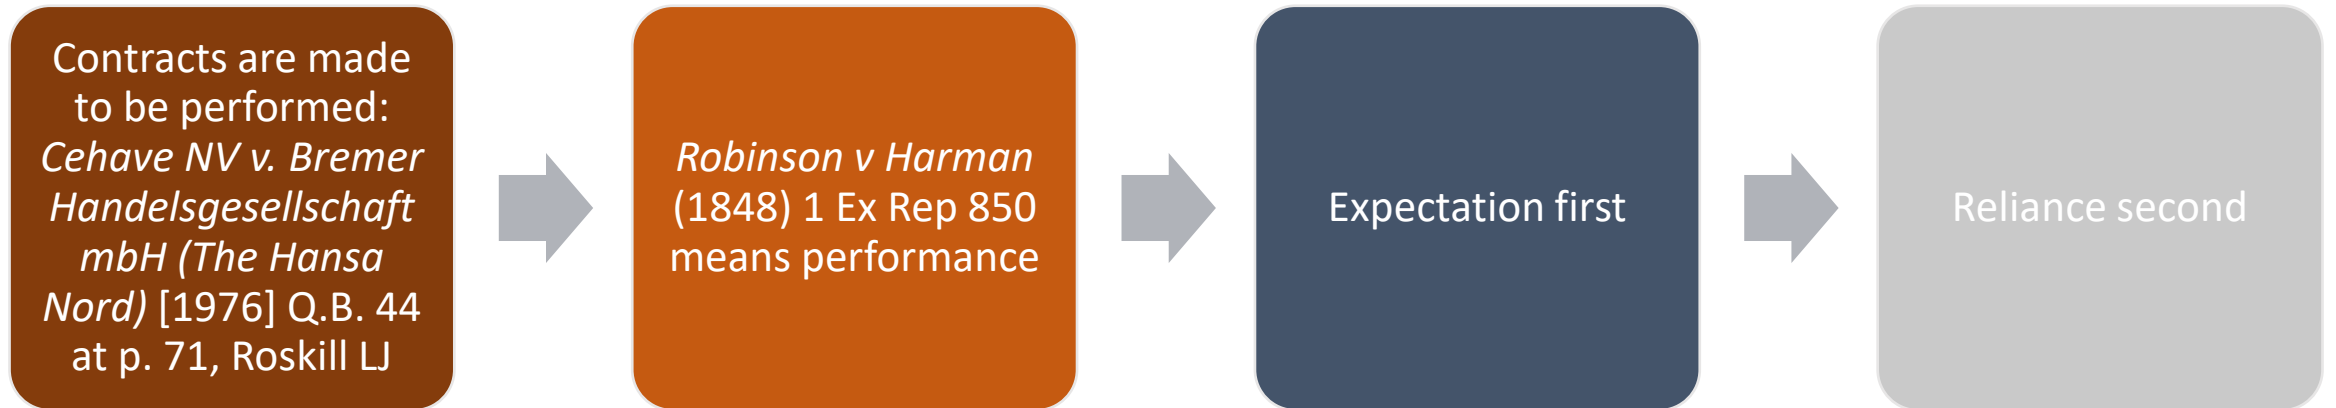 Contracts are made
to be performed:
Cehave NV v. Bremer
Handelsgesellschaft
mbH (The Hansa
Nord) [1976] Q.B. 44
at p. 71, Roskill LJ
Robinson v Harman
(1848) 1 Ex Rep 850
means performance
Expectation first
Reliance second